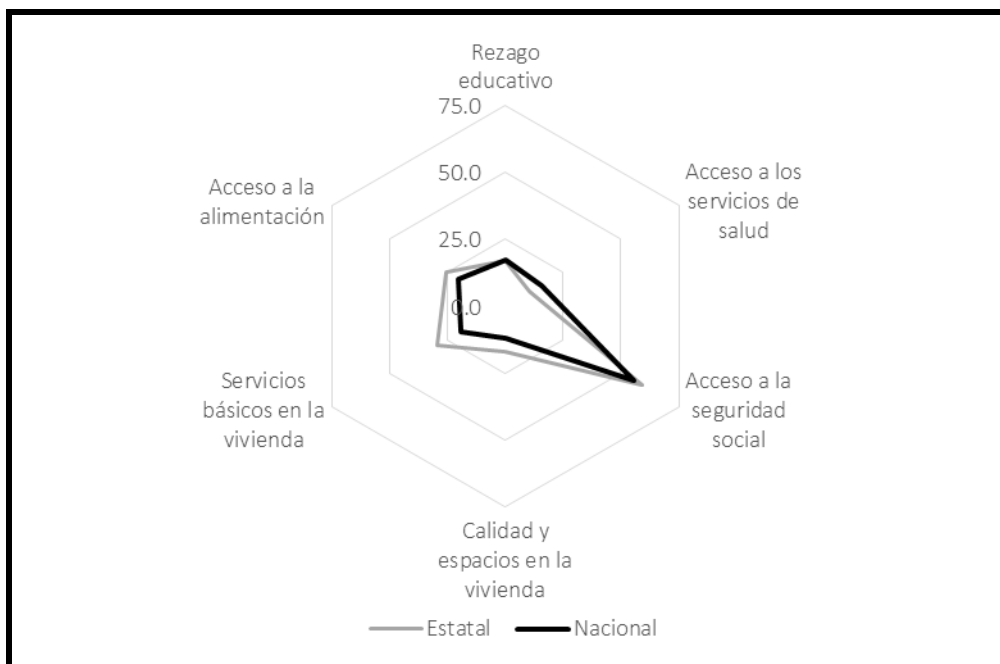 Rezago
educativo
75.0
50.0
25.0
0.0
Acceso a los
servicios de
salud
Acceso a la
seguridad
social
Calidad y
espacios en la
vivienda
Servicios
básicos en la
vivienda
Acceso a la
alimentación
Estatal
Nacional